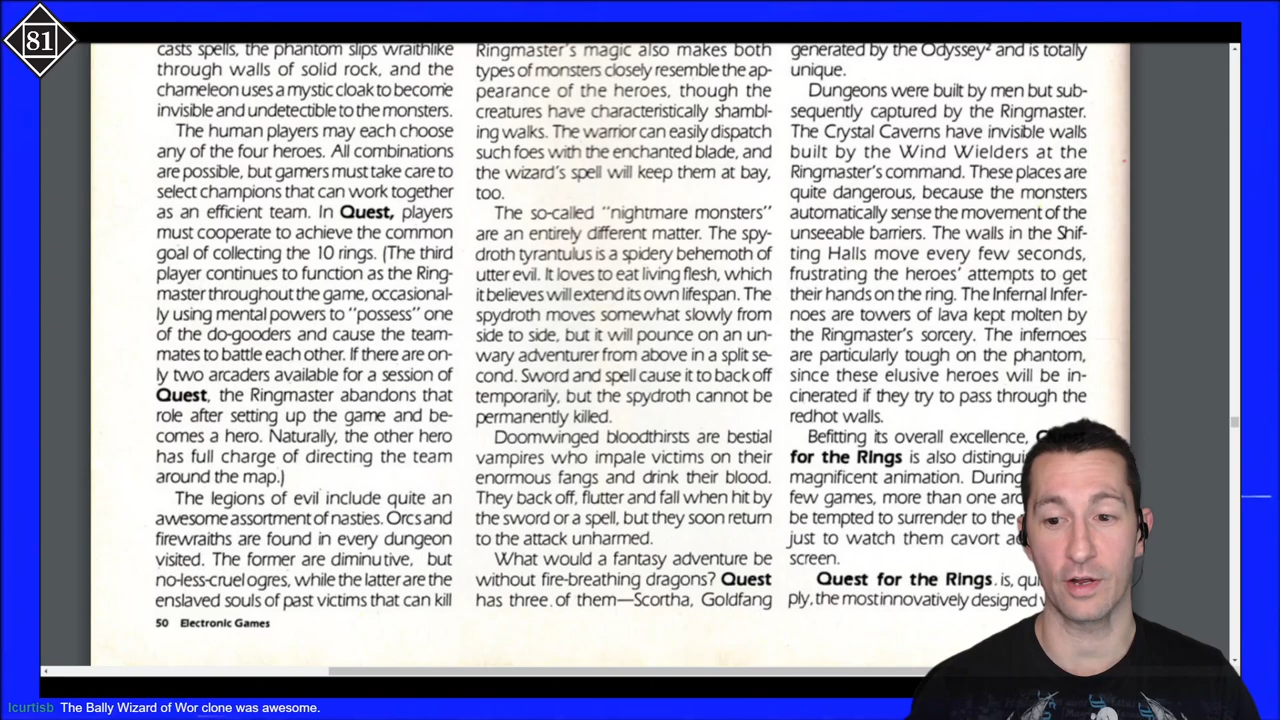 81
casts spells, the phantom slips wraithlike
through walls of solid rock, and the
chameleon uses a mystic cloak to become
invisible and undetectible to the monsters.
The human players may each choose
any of the four heroes. All combinations
are possible, but gamers must take care to
select champions that can work together
as an efficient team. In Quest, players
must cooperate to achieve the common
goal of collecting the 10 rings. (The third
player continues to function as the Ring-
master throughout the game, occasional-
ly using mental powers to "possess" one
of the do-gooders and cause the team-
mates to battle each other. If there are on-
ly two arcaders available for a session of
Quest, the Ringmaster abandons that
role after setting up the game and be-
comes a hero. Naturally, the other hero
has full charge of directing the team
around the map.)
The legions of evil include quite an
awesome assortment of nasties. Orcs and
firewraiths are found in every dungeon
visited. The former are diminutive, but
no-less-cruel ogres, while the latter are the
enslaved souls of past victims that can kill
50 Electronic Games
Ringmaster's magic also makes both
types of monsters closely resemble the ap-
pearance of the heroes, though the
creatures have characteristically shambl-
ing walks. The warrior can easily dispatch
such foes with the enchanted blade, and
the wizard's spell will keep them at bay,
too.
The so-called "nightmare monsters"
are an entirely different matter. The spy-
droth tyrantulus is a spidery behemoth of
utter evil. It loves to eat living flesh, which
it believes will extend its own lifespan. The
spydroth moves somewhat slowly from
side to side, but it will pounce on an un-
wary adventurer from above in a split se-
cond. Sword and spell cause it to back off
temporarily, but the spydroth cannot be
permanently killed.
Doomwinged bloodthirsts are bestial
vampires who impale victims on their
enormous fangs and drink their blood.
They back off, flutter and fall when hit by
the sword or a spell, but they soon return
to the attack unharmed.
What would a fantasy adventure be
without fire-breathing dragons? Quest
has three of them—Scortha, Goldfang
generated by the Odyssey² and is totally
unique.
Dungeons were built by men but sub-
sequently captured by the Ringmaster.
The Crystal Caverns have invisible walls
built by the Wind Wielders at the
Ringmaster's command. These places are
quite dangerous, because the monsters
automatically sense the movement of the
unseeable barriers. The walls in the Shif-
ting Halls move every few seconds,
frustrating the heroes' attempts to get
their hands on the ring. The Infernal Infer-
noes are towers of lava kept molten by
the Ringmaster's sorcery. The infernoes
are particularly tough on the phantom,
since these elusive heroes will be in-
cinerated if they try to pass through the
redhot walls.
Befitting its overall excellence,
for the Rings is also
magnificent animation. During
few games, more than one
be tempted to surrender to the
just to watch them cavort
screen.
Quest for the Rings is,
ply, the most innovatively designed
Icurtisb The Bally Wizard of Wor clone was awesome.